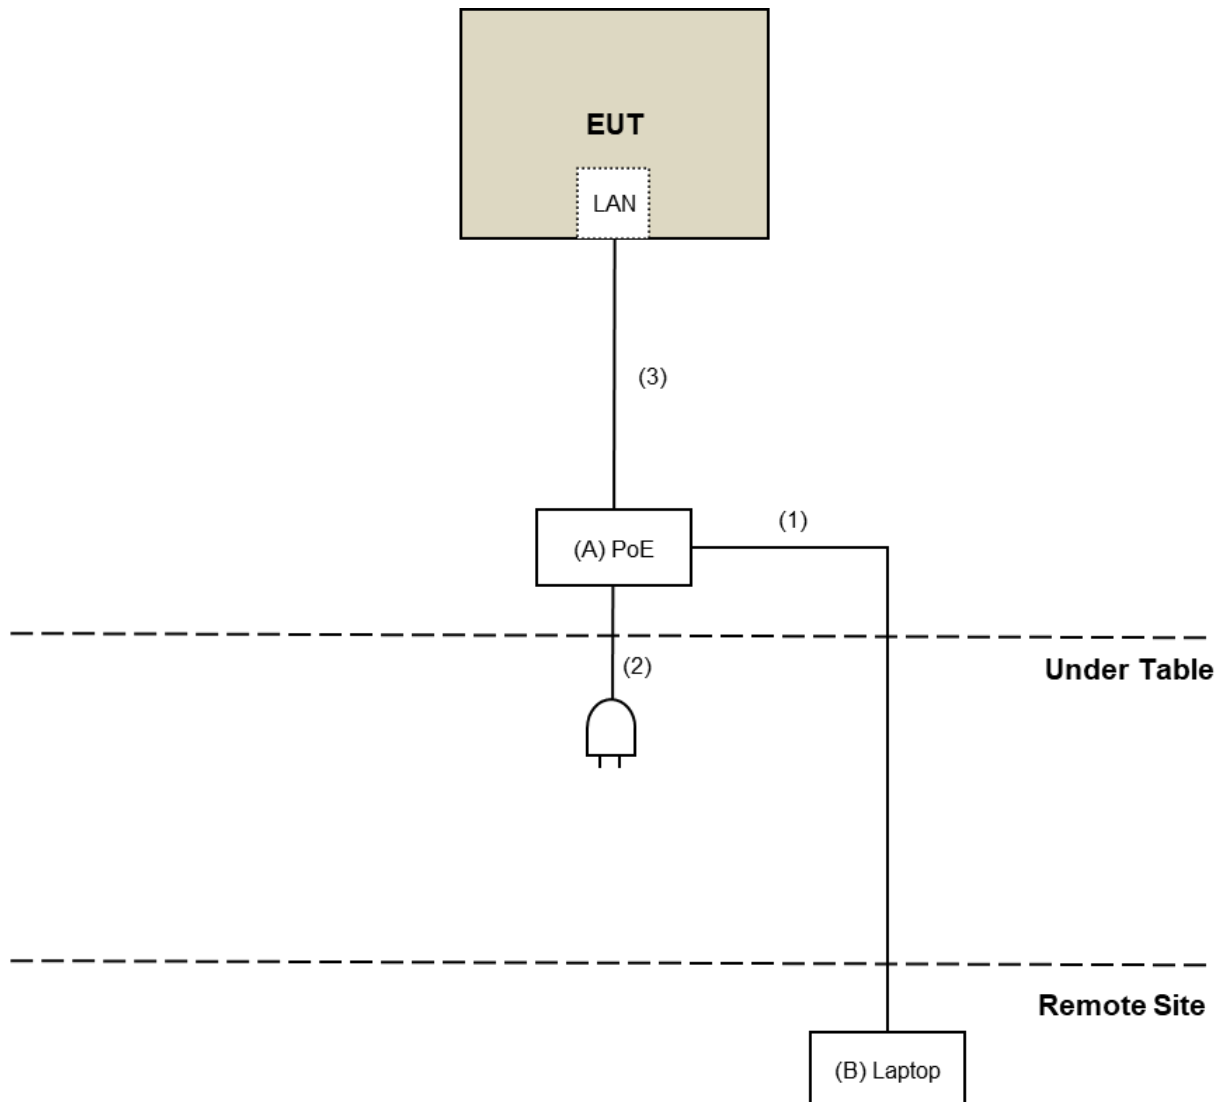 EUT
LAN
(3)
(1)
(A) PoE
(2)
Under Table
Remote Site
(B) Laptop